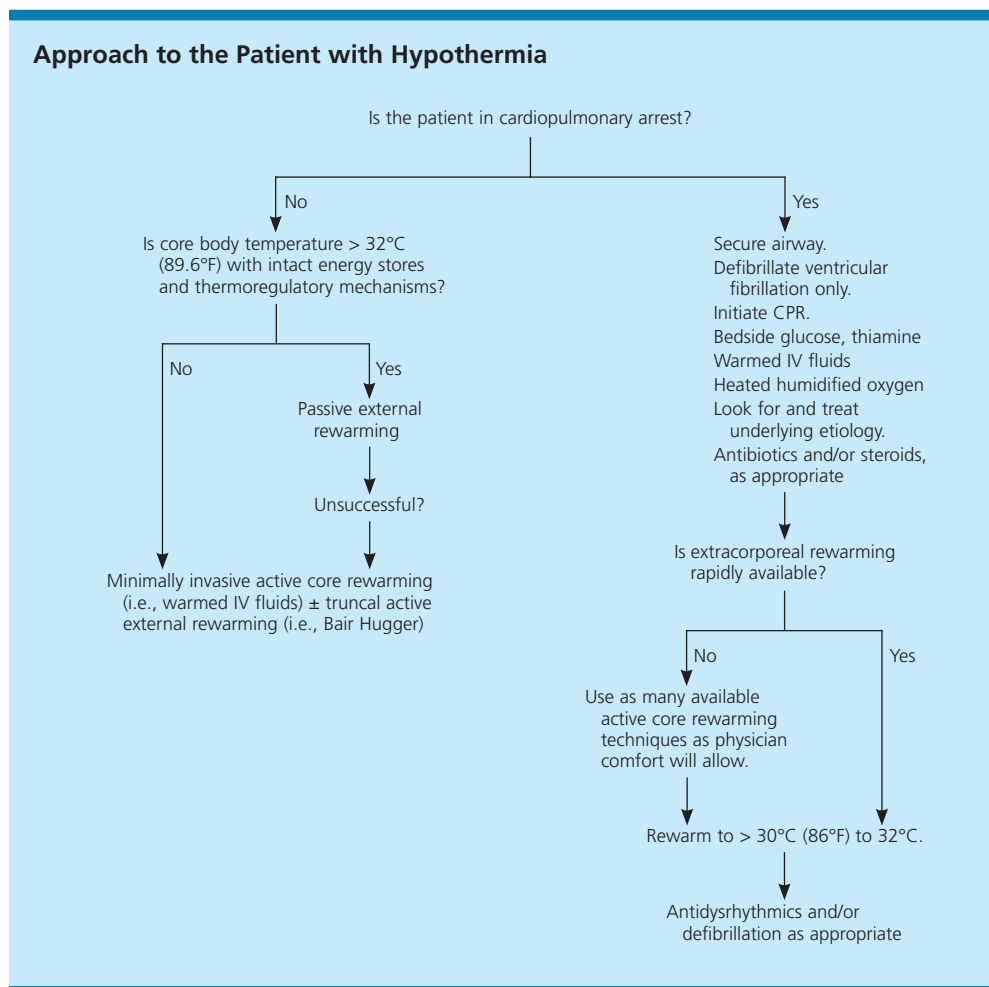 Approach to the Patient with Hypothermia
Is the patient in cardiopulmonary arrest?
No
Is core body temperature > 32°C
(89.6°F) with intact energy stores
and thermoregulatory mechanisms?
No
Yes
Passive external
rewarming
Unsuccessful?
Minimally invasive active core rewarming
(i.e., warmed IV fluids) ± truncal active
external rewarming (i.e., Bair Hugger)
Yes
Secure airway.
Defibrillate ventricular
fibrillation only.
Initiate CPR.
Bedside glucose, thiamine
Warmed IV fluids
Heated humidified oxygen
Look for and treat
underlying etiology.
Antibiotics and/or steroids,
as appropriate
Is extracorporeal rewarming
rapidly available?
No
Yes
Use as many available
active core rewarming
techniques as physician
comfort will allow.
Rewarm to > 30°C (86°F) to 32°C.
Antidysrhythmics and/or
defibrillation as appropriate